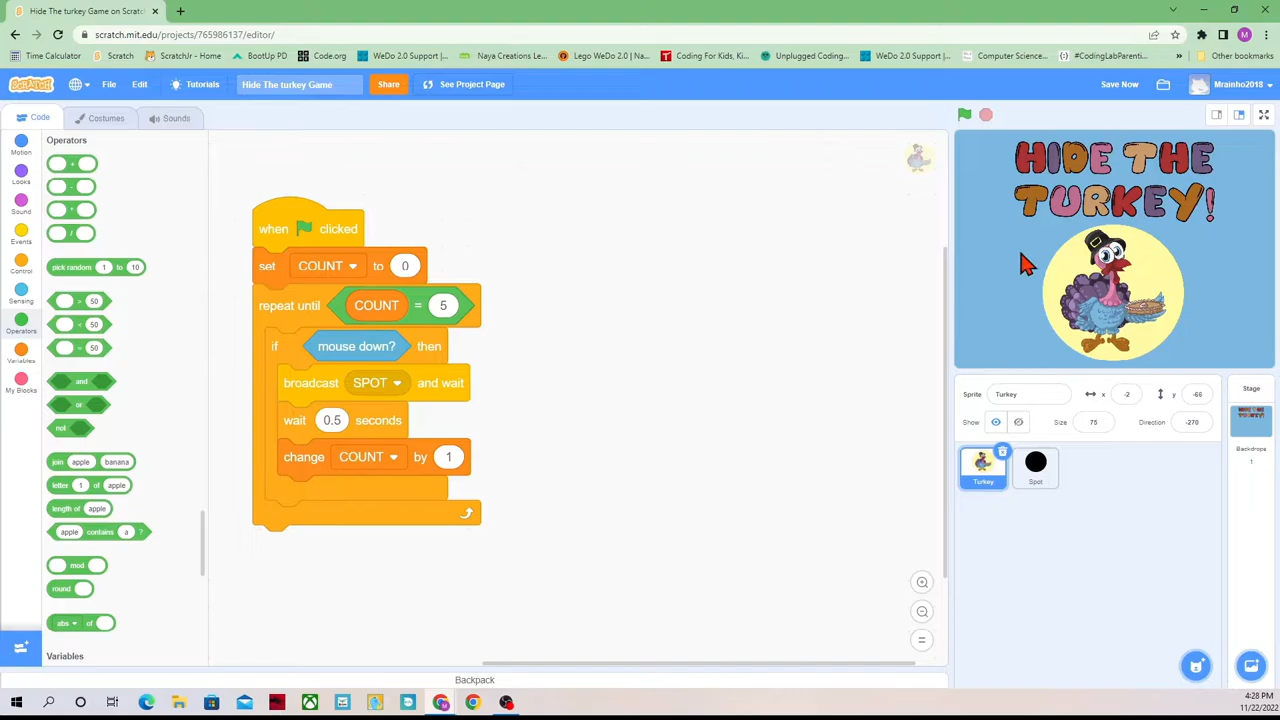 Hide The turkey Game on Scratc
scratch.mit.edu/projects/765986137/editor/
M
Time Calculator
Scratch
ScratchJr - Home
BootUp PD
Code.org
WeDo 2.0 Support |...
Naya Creations Le...
Lego WeDo 2.0 | Na...
Coding For Kids, Ki...
Unplugged Coding...
WeDo 2.0 Support |...
Computer Science...
#CodingLabParenti...
Other bookmarks
SCRATCH
File
Edit
Tutorials
Hide The turkey Game
Share
See Project Page
Save Now
Mrainho2018
Code
Costumes
Sounds
Motion
Looks
Sound
Events
Control
Sensing
Operators
Variables
My Blocks
Operators
+
-
*
/
pick random 1 to 10
> 50
< 50
= 50
and
or
not
join apple banana
letter 1 of apple
length of apple
apple contains a ?
mod
round
abs of
Variables
when clicked
set COUNT to 0
repeat until COUNT = 5
if mouse down? then
broadcast SPOT and wait
wait 0.5 seconds
change COUNT by 1
HIDE THE
TURKEY!
Sprite Turkey x -2 y -66
Show Size 75 Direction -270
Turkey
Spot
Stage
Backdrops
1
Backpack
4:28 PM
11/22/2022